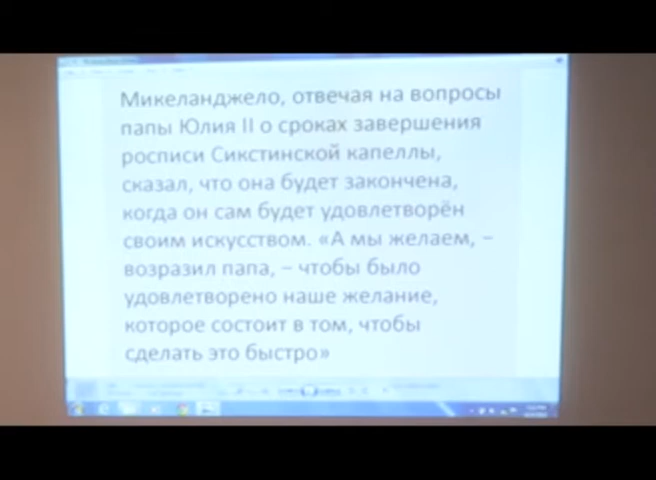 Микеланджело, отвечая на вопросы
папы Юлия II о сроках завершения
росписи Сикстинской капеллы,
сказал, что она будет закончена,
когда он сам будет удовлетворён
своим искусством. «А мы желаем, –
возразил папа, – чтобы было
удовлетворено наше желание,
которое состоит в том, чтобы
сделать это быстро»